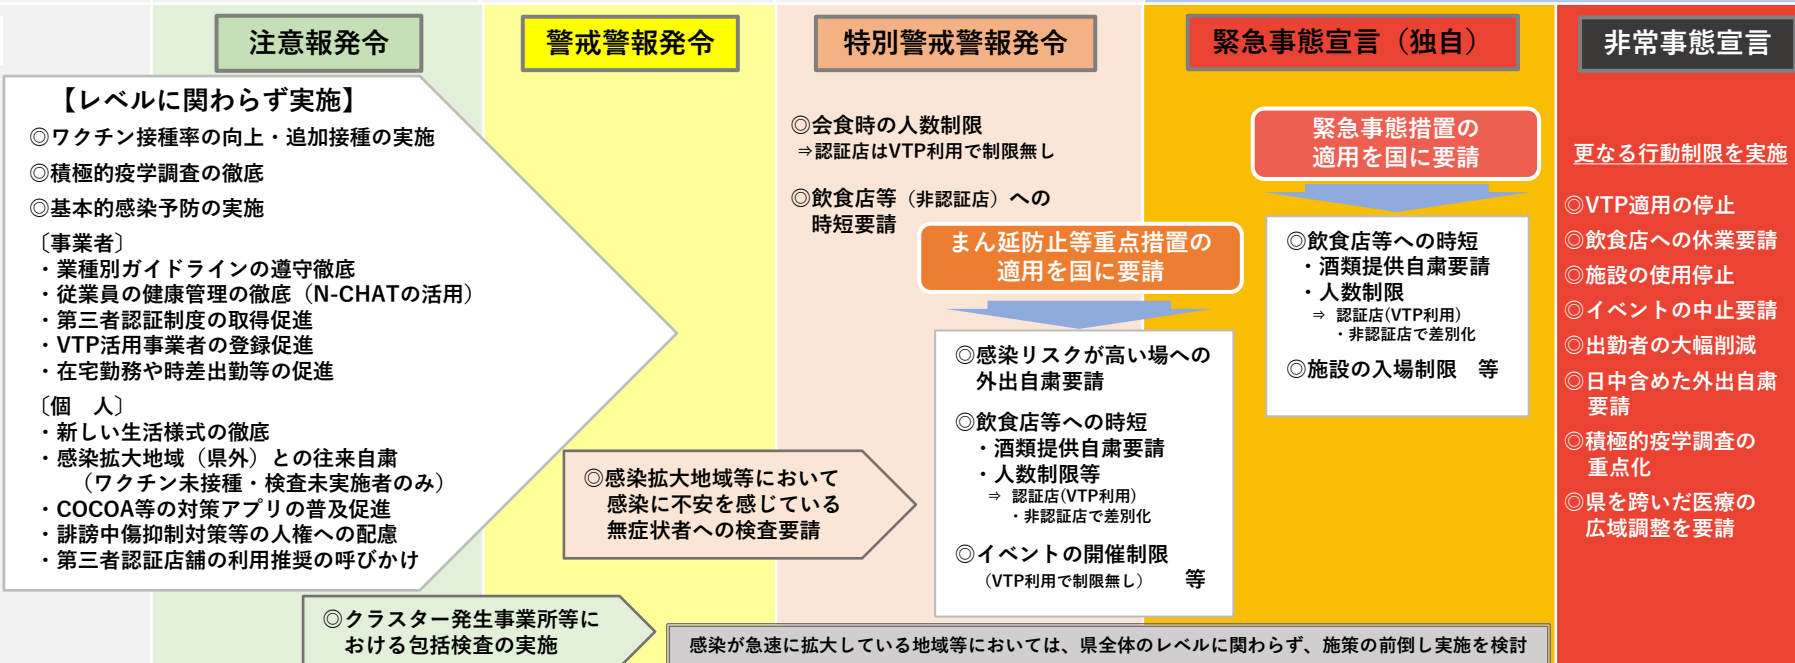 注意報発令
警戒警報発令
特別警戒警報発令
緊急事態宣言（独自）
非常事態宣言
【レベルに関わらず実施】
◎ワクチン接種率の向上・追加接種の実施
◎積極的疫学調査の徹底
◎基本的感染予防の実施
〔事業者〕
・業種別ガイドラインの遵守徹底
・従業員の健康管理の徹底（N-CHATの活用）
・第三者認証制度の取得促進
・VTP活用事業者の登録促進
・在宅勤務や時差出勤等の促進
〔個　人〕
・新しい生活様式の徹底
・感染拡大地域（県外）との往来自粛
（ワクチン未接種・検査未実施者のみ）
・COCOA等の対策アプリの普及促進
・誹謗中傷抑制対策等の人権への配慮
・第三者認証店舗の利用推奨の呼びかけ
◎クラスター発生事業所等に
おける包括検査の実施
◎感染拡大地域等において
感染に不安を感じている
無症状者への検査要請
◎会食時の人数制限
⇒認証店はVTP利用で制限無し
◎飲食店等（非認証店）への
時短要請
まん延防止等重点措置の
適用を国に要請
◎感染リスクが高い場への
外出自粛要請
◎飲食店等への時短
・酒類提供自粛要請
・人数制限等
⇒ 認証店(VTP利用)
・非認証店で差別化
◎イベントの開催制限
（VTP利用で制限無し）　等
緊急事態措置の
適用を国に要請
◎飲食店等への時短
・酒類提供自粛要請
・人数制限
⇒ 認証店(VTP利用)
・非認証店で差別化
◎施設の入場制限　等
更なる行動制限を実施
◎VTP適用の停止
◎飲食店への休業要請
◎施設の使用停止
◎イベントの中止要請
◎出勤者の大幅削減
◎日中含めた外出自粛
要請
◎積極的疫学調査の
重点化
◎県を跨いだ医療の
広域調整を要請
感染が急速に拡大している地域等においては、県全体のレベルに関わらず、施策の前倒し実施を検討